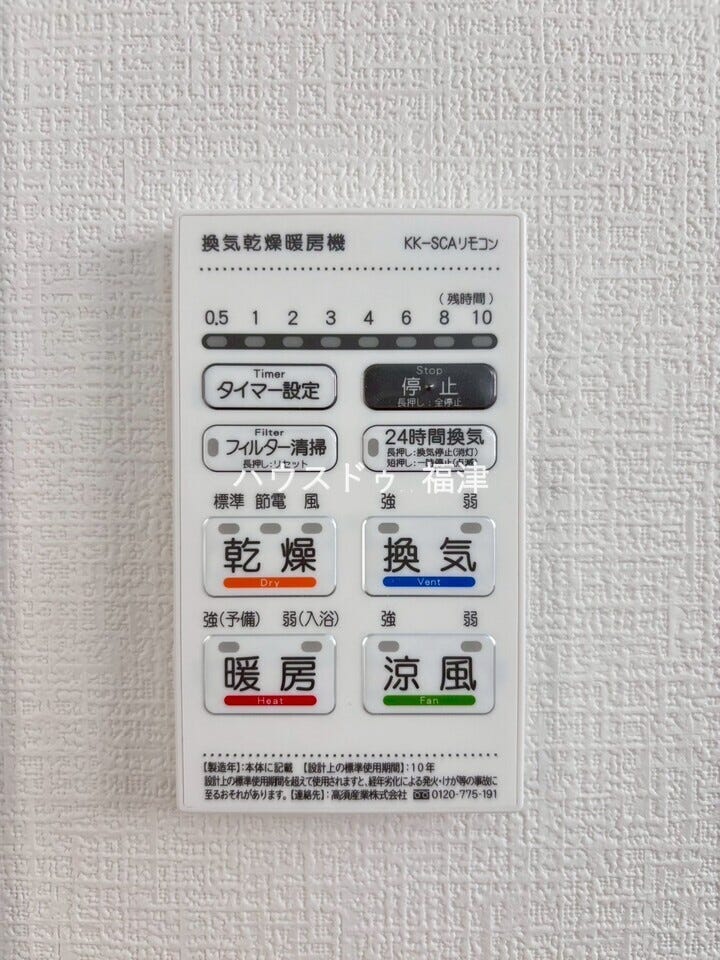 換気乾燥暖房機 KK-SCAリモコン
(残時間)
0.5 1 2 3 4 6 8 10
Timer
タイマー設定
Stop
停・止
長押し:全停止
Filter
フィルター清掃
長押し:リセット
24時間換気
長押し:換気停止(消灯)
短押し:一時停止(点滅)
ハウスドゥ 福津
標準 節電 風
乾燥
Dry
強 弱
換気
Vent
強(予備) 弱(入浴)
暖房
Heat
強 弱
涼風
Fan
【製造年】:本体に記載 【設計上の標準使用期間】:10年
設計上の標準使用期間を超えて使用されますと、経年劣化による発火・けが等の事故に
至るおそれがあります。【連絡先】:高須産業株式会社 0120-775-191